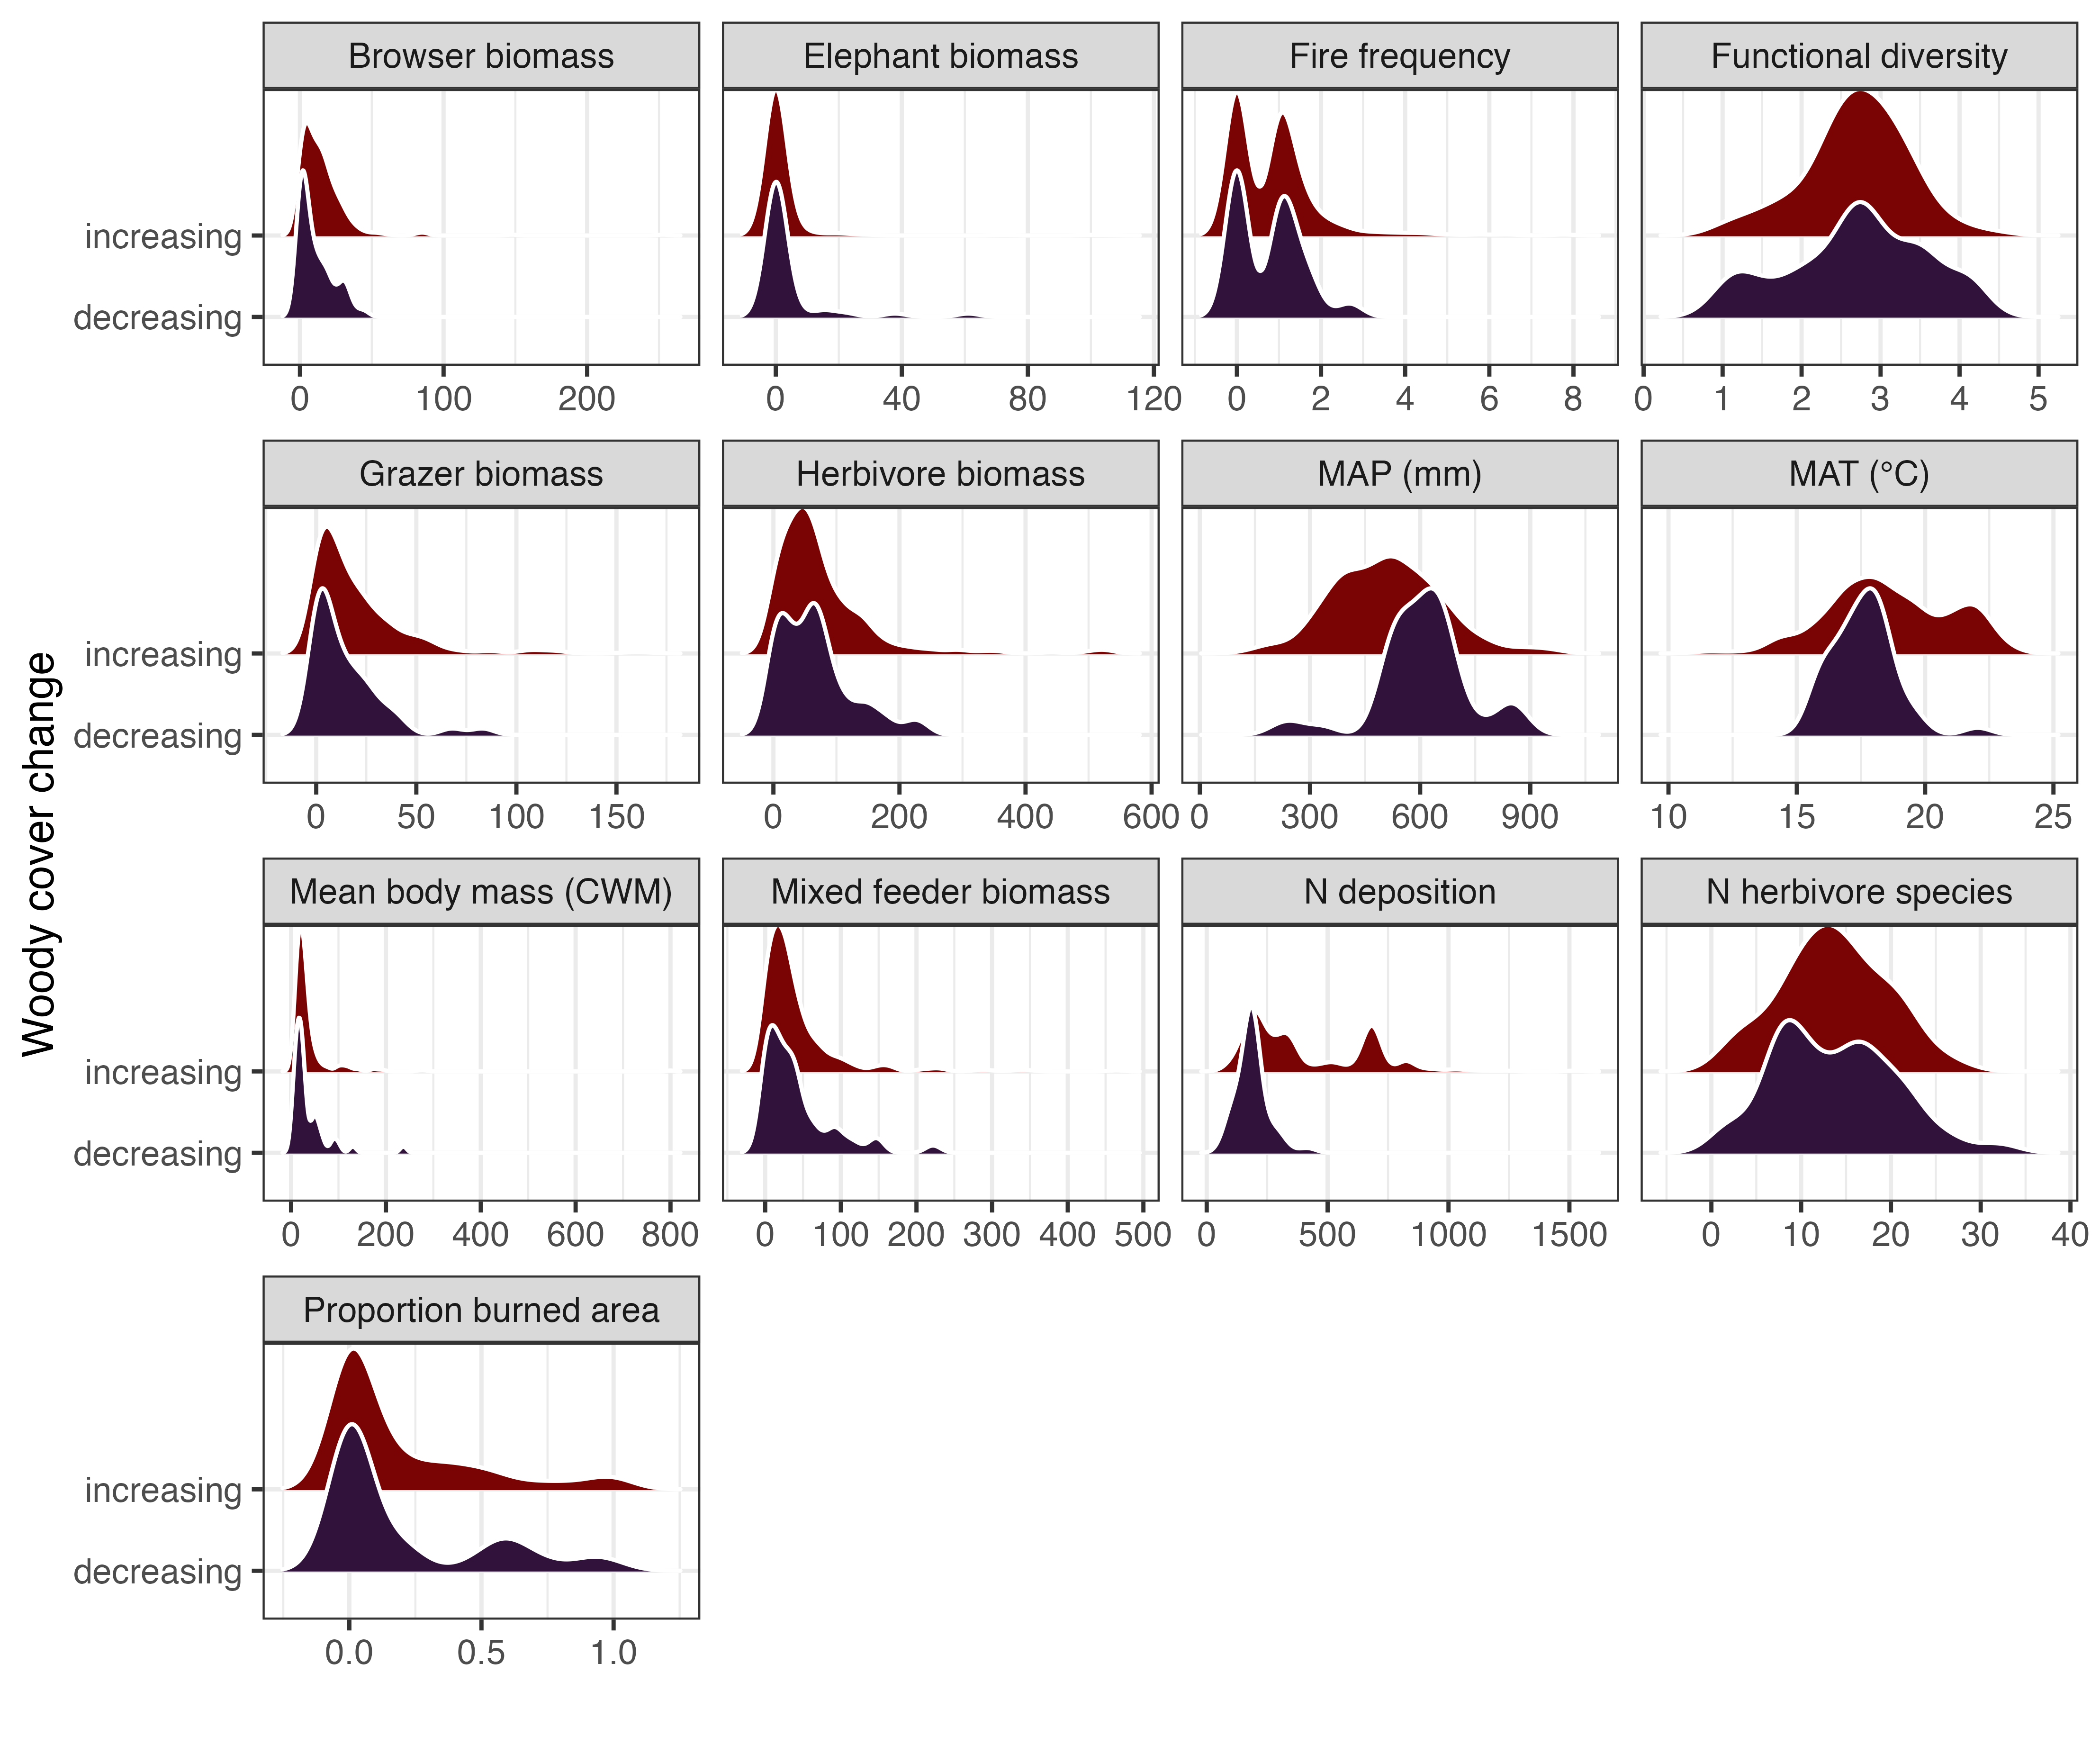 Browser biomass Elephant biomass Fire frequency Functional diversity
increasing
decreasing
0 100 200 0 40 80 120 0 2 4 6 8 0 1 2 3 4 5
Grazer biomass Herbivore biomass MAP (mm) MAT (°C)
increasing
decreasing
0 50 100 150 0 200 400 600 0 300 600 900 10 15 20 25
Woody cover change
Mean body mass (CWM) Mixed feeder biomass N deposition N herbivore species
increasing
decreasing
0 200 400 600 800 0 100 200 300 400 500 0 500 1000 1500 0 10 20 30 40
Proportion burned area
increasing
decreasing
0.0 0.5 1.0